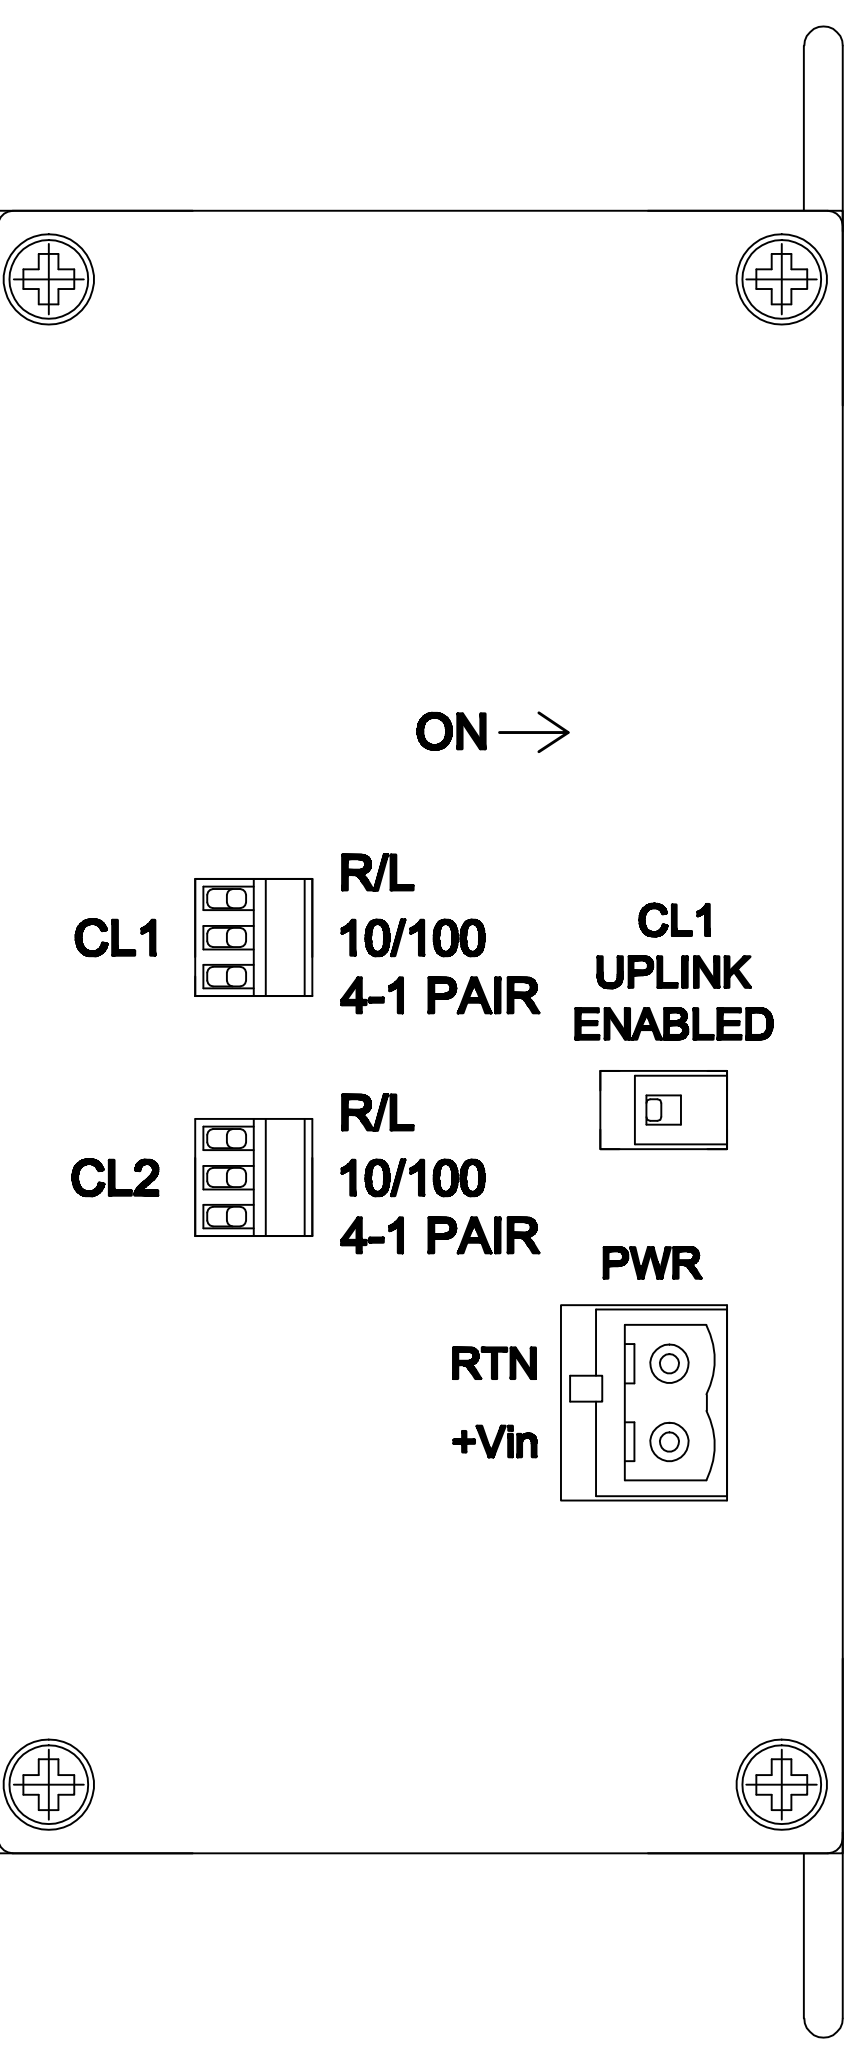 ON
CL1
R/L
10/100
4-1 PAIR
CL1
UPLINK
ENABLED
CL2
R/L
10/100
4-1 PAIR
PWR
RTN
+Vin